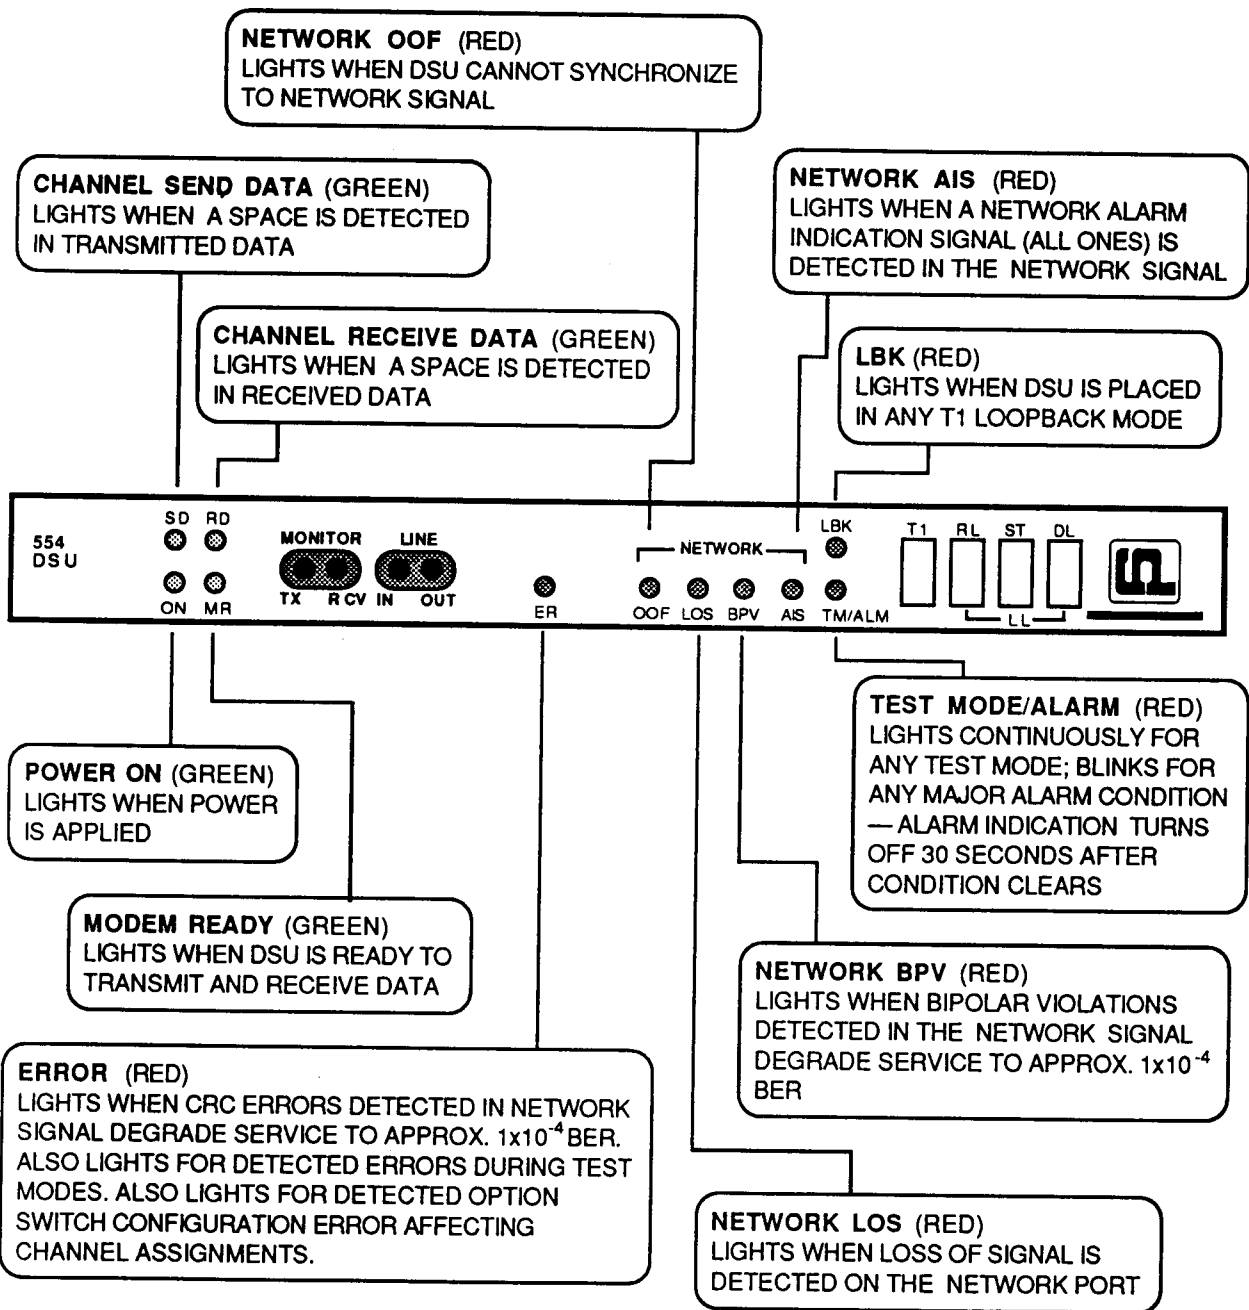 NETWORK OOF (RED)
LIGHTS WHEN DSU CANNOT SYNCHRONIZE
TO NETWORK SIGNAL
CHANNEL SEND DATA (GREEN)
LIGHTS WHEN A SPACE IS DETECTED
IN TRANSMITTED DATA
NETWORK AIS (RED)
LIGHTS WHEN A NETWORK ALARM
INDICATION SIGNAL (ALL ONES) IS
DETECTED IN THE NETWORK SIGNAL
CHANNEL RECEIVE DATA (GREEN)
LIGHTS WHEN A SPACE IS DETECTED
IN RECEIVED DATA
LBK (RED)
LIGHTS WHEN DSU IS PLACED
IN ANY T1 LOOPBACK MODE
554
DSU
SD RD
ON MR
MONITOR LINE
TX RCV IN OUT
ER
NETWORK
OOF LOS BPV AIS TM/ALM
LBK
T1 RL ST DL
LL
TEST MODE/ALARM (RED)
LIGHTS CONTINUOUSLY FOR
ANY TEST MODE; BLINKS FOR
ANY MAJOR ALARM CONDITION
— ALARM INDICATION TURNS
OFF 30 SECONDS AFTER
CONDITION CLEARS
POWER ON (GREEN)
LIGHTS WHEN POWER
IS APPLIED
MODEM READY (GREEN)
LIGHTS WHEN DSU IS READY TO
TRANSMIT AND RECEIVE DATA
NETWORK BPV (RED)
LIGHTS WHEN BIPOLAR VIOLATIONS
DETECTED IN THE NETWORK SIGNAL
DEGRADE SERVICE TO APPROX. 1x10⁻⁴
BER
ERROR (RED)
LIGHTS WHEN CRC ERRORS DETECTED IN NETWORK
SIGNAL DEGRADE SERVICE TO APPROX. 1x10⁻⁴ BER.
ALSO LIGHTS FOR DETECTED ERRORS DURING TEST
MODES. ALSO LIGHTS FOR DETECTED OPTION
SWITCH CONFIGURATION ERROR AFFECTING
CHANNEL ASSIGNMENTS.
NETWORK LOS (RED)
LIGHTS WHEN LOSS OF SIGNAL IS
DETECTED ON THE NETWORK PORT